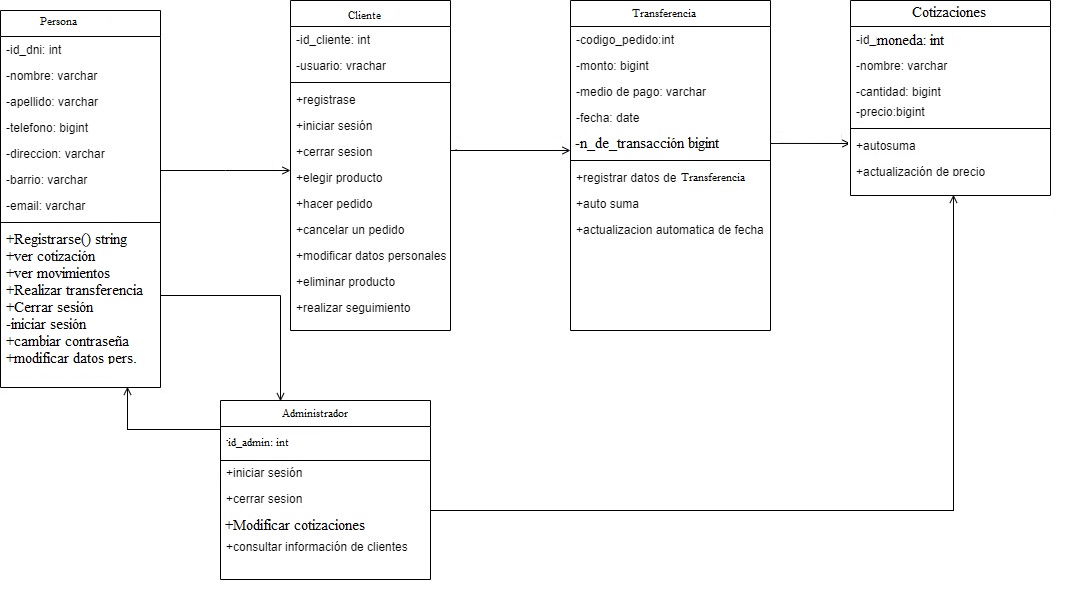 Persona
-id_dni: int
-nombre: varchar
-apellido: varchar
-telefono: bigint
-direccion: varchar
-barrio: varchar
-email: varchar
+Registrarse() string
+ver cotización
+ver movimientos
+Realizar transferencia
+Cerrar sesión
-iniciar sesión
+cambiar contraseña
+modificar datos pers.
Cliente
-id_cliente: int
-usuario: vrachar
+registrase
+iniciar sesión
+cerrar sesion
+elegir producto
+hacer pedido
+cancelar un pedido
+modificar datos personales
+eliminar producto
+realizar seguimiento
Transferencia
-codigo_pedido:int
-monto: bigint
-medio de pago: varchar
-fecha: date
-n_de_transacción bigint
+registrar datos de Transferencia
+auto suma
+actualizacion automatica de fecha
Cotizaciones
-id_moneda: int
-nombre: varchar
-cantidad: bigint
-precio:bigint
+autosuma
+actualización de precio
Administrador
-id_admin: int
+iniciar sesión
+cerrar sesion
+Modificar cotizaciones
+consultar información de clientes